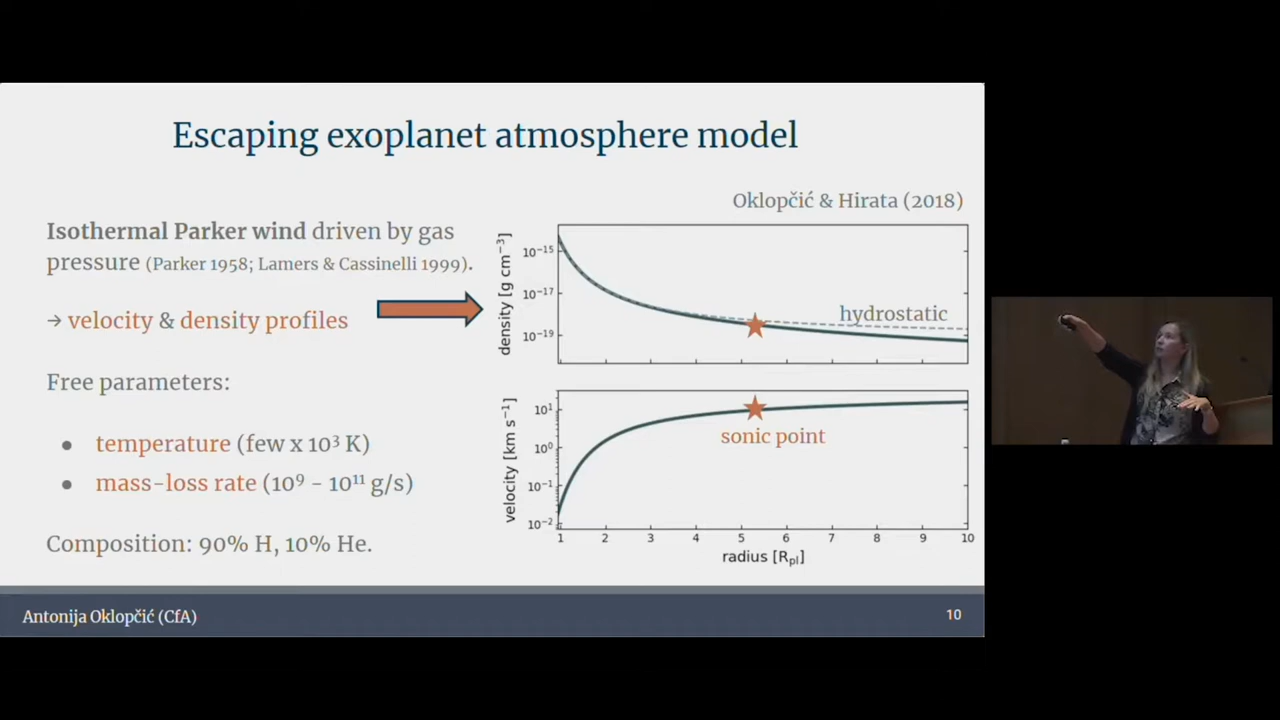 Escaping exoplanet atmosphere model
Isothermal Parker wind driven by gas
pressure (Parker 1958; Lamers & Cassinelli 1999).
→ velocity & density profiles
Free parameters:
● temperature (few x 10³ K)
● mass-loss rate (10⁹ - 10¹¹ g/s)
Composition: 90% H, 10% He.
Oklopčić & Hirata (2018)
density [g cm⁻³]
10⁻¹⁵
10⁻¹⁷
10⁻¹⁹
hydrostatic
velocity [km s⁻¹]
10¹
10⁰
10⁻¹
10⁻²
sonic point
1 2 3 4 5 6 7 8 9 10
radius [Rpl]
Antonija Oklopčić (CfA)
10